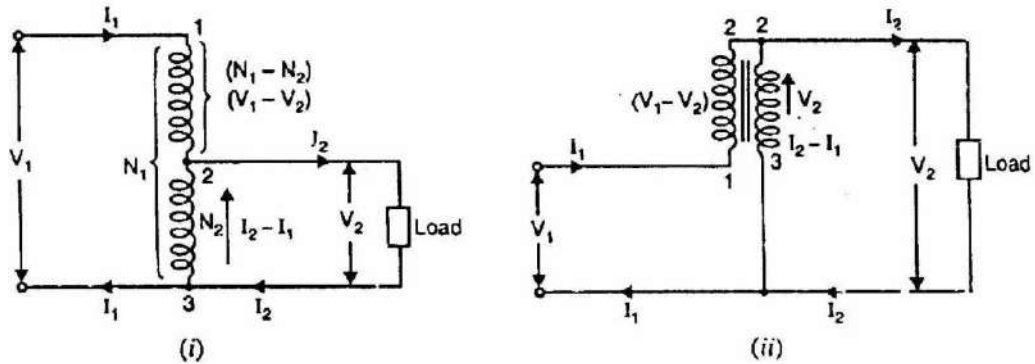 I₁
1
(N₁ – N₂)
(V₁ – V₂)
V₁
N₁
J₂
2
N₂
I₂ – I₁
V₂
Load
I₁
3
I₂
(i)
2 2
I₂
(V₁ – V₂)
V₂
I₂ – I₁
I₁
1
3
V₂
Load
V₁
I₁
I₂
(ii)